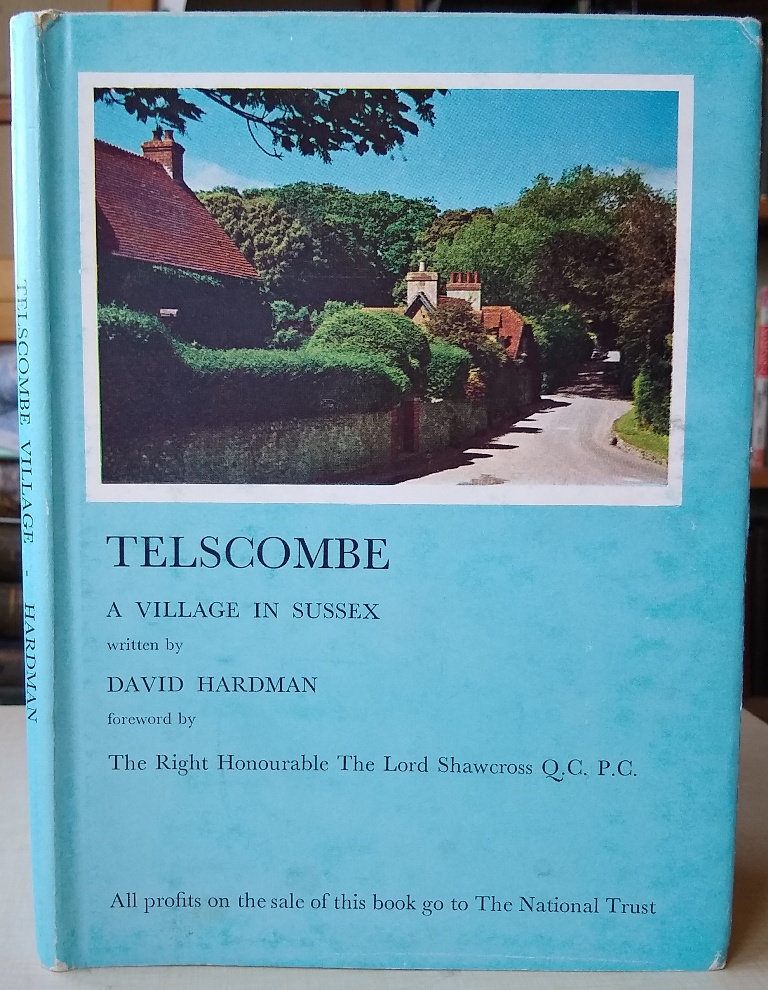 TELSCOMBE VILLAGE - HARDMAN
TELSCOMBE
A VILLAGE IN SUSSEX
written by
DAVID HARDMAN
foreword by
The Right Honourable The Lord Shawcross Q.C. P.C.
All profits on the sale of this book go to The National Trust